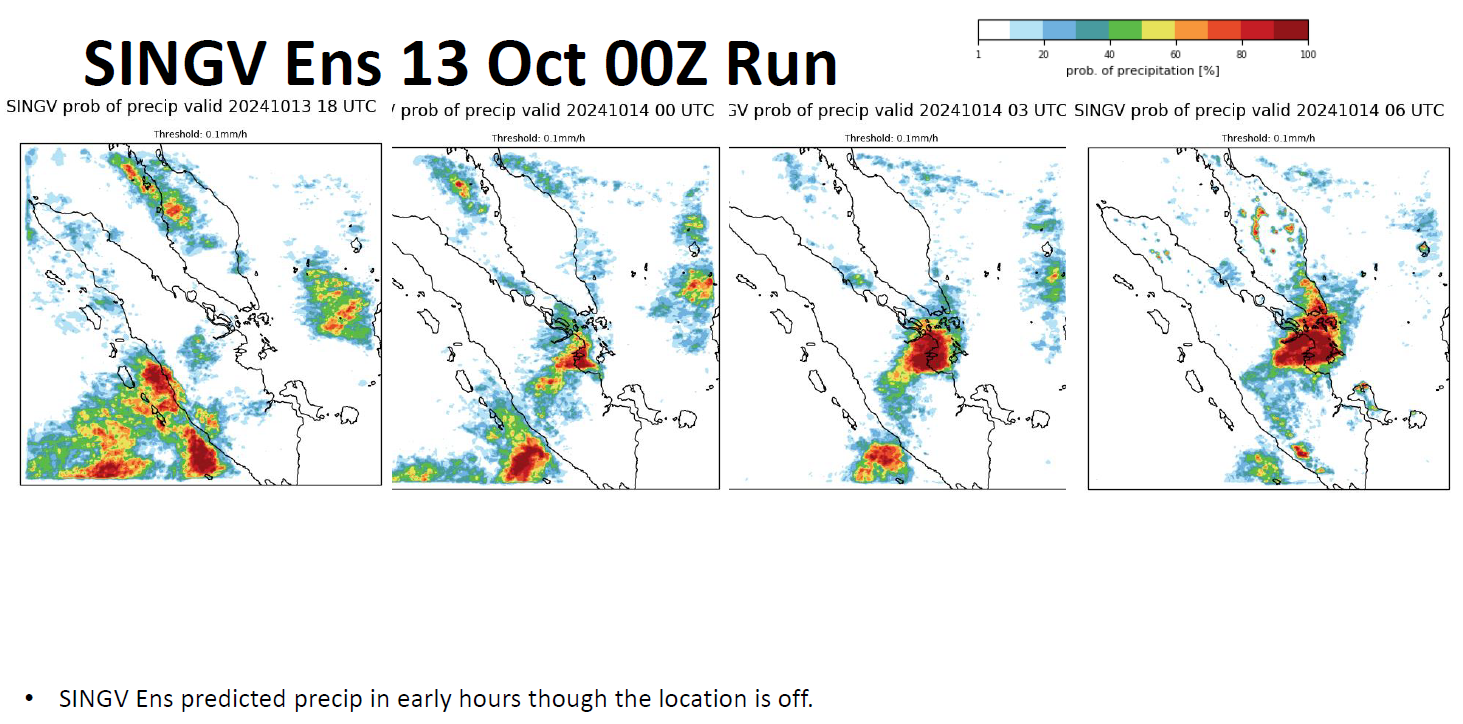 SINGV Ens 13 Oct 00Z Run
1 20 40 60 80 100
prob. of precipitation [%]
SINGV prob of precip valid 20241013 18 UTC
V prob of precip valid 20241014 00 UTC
GV prob of precip valid 20241014 03 UTC
SINGV prob of precip valid 20241014 06 UTC
Threshold: 0.1mm/h
Threshold: 0.1mm/h
Threshold: 0.1mm/h
Threshold: 0.1mm/h
• SINGV Ens predicted precip in early hours though the location is off.